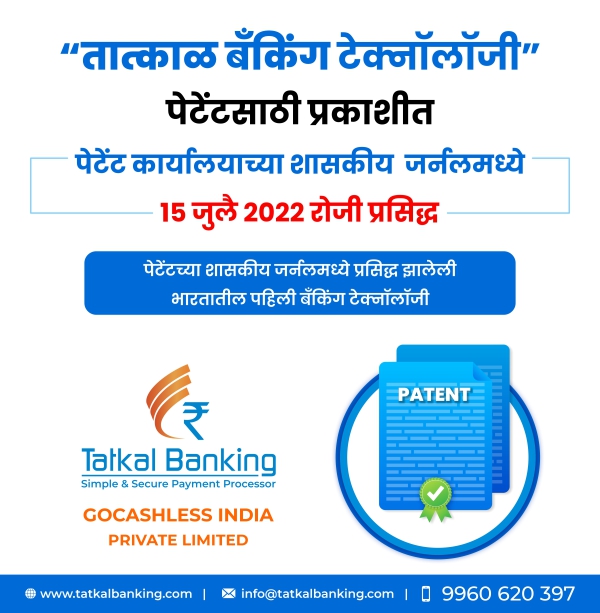 “तात्काळ बँकिंग टेक्नॉलॉजी”
पेटेंटसाठी प्रकाशीत
पेटेंट कार्यालयाच्या शासकीय जर्नलमध्ये
15 जुलै 2022 रोजी प्रसिद्ध
पेटेंटच्या शासकीय जर्नलमध्ये प्रसिद्ध झालेली
भारतातील पहिली बँकिंग टेक्नॉलॉजी
PATENT
₹
Tatkal Banking
Simple & Secure Payment Processor
GOCASHLESS INDIA
PRIVATE LIMITED
www.tatkalbanking.com | info@tatkalbanking.com | 9960 620 397